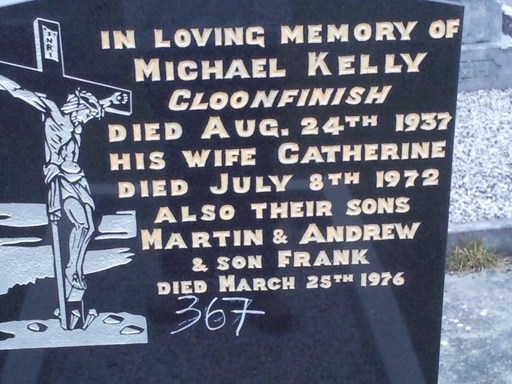 INRI
IN LOVING MEMORY OF
MICHAEL KELLY
CLOONFINISH
DIED AUG. 24TH 1937
HIS WIFE CATHERINE
DIED JULY 8TH 1972
ALSO THEIR SONS
MARTIN & ANDREW
& SON FRANK
DIED MARCH 25TH 1976
367